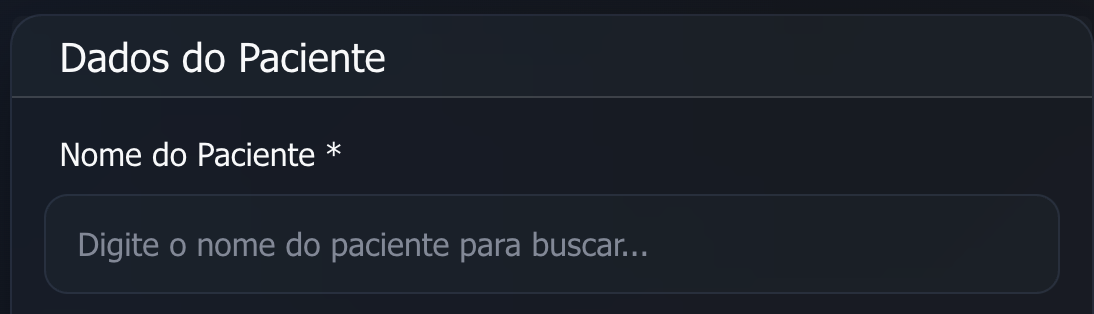 Dados do Paciente
Nome do Paciente *
Digite o nome do paciente para buscar...